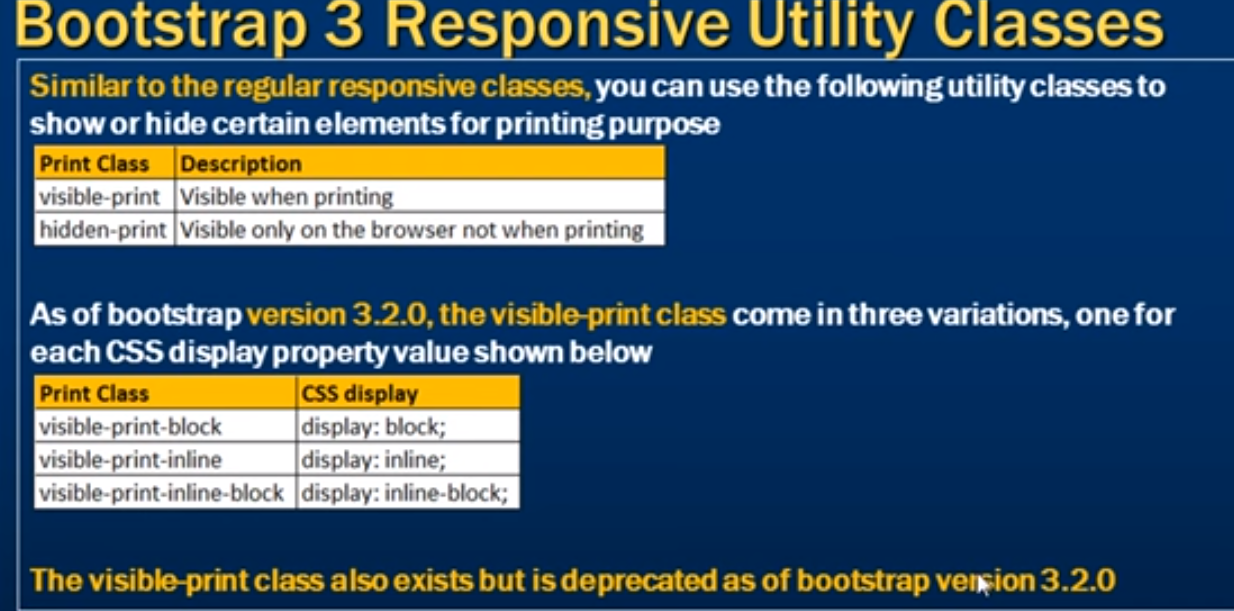 Bootstrap 3 Responsive Utility Classes
Similar to the regular responsive classes, you can use the following utility classes to
show or hide certain elements for printing purpose
Print Class Description
visible-print Visible when printing
hidden-print Visible only on the browser not when printing
As of bootstrap version 3.2.0, the visible-print class come in three variations, one for
each CSS display property value shown below
Print Class CSS display
visible-print-block display: block;
visible-print-inline display: inline;
visible-print-inline-block display: inline-block;
The visible-print class also exists but is deprecated as of bootstrap version 3.2.0